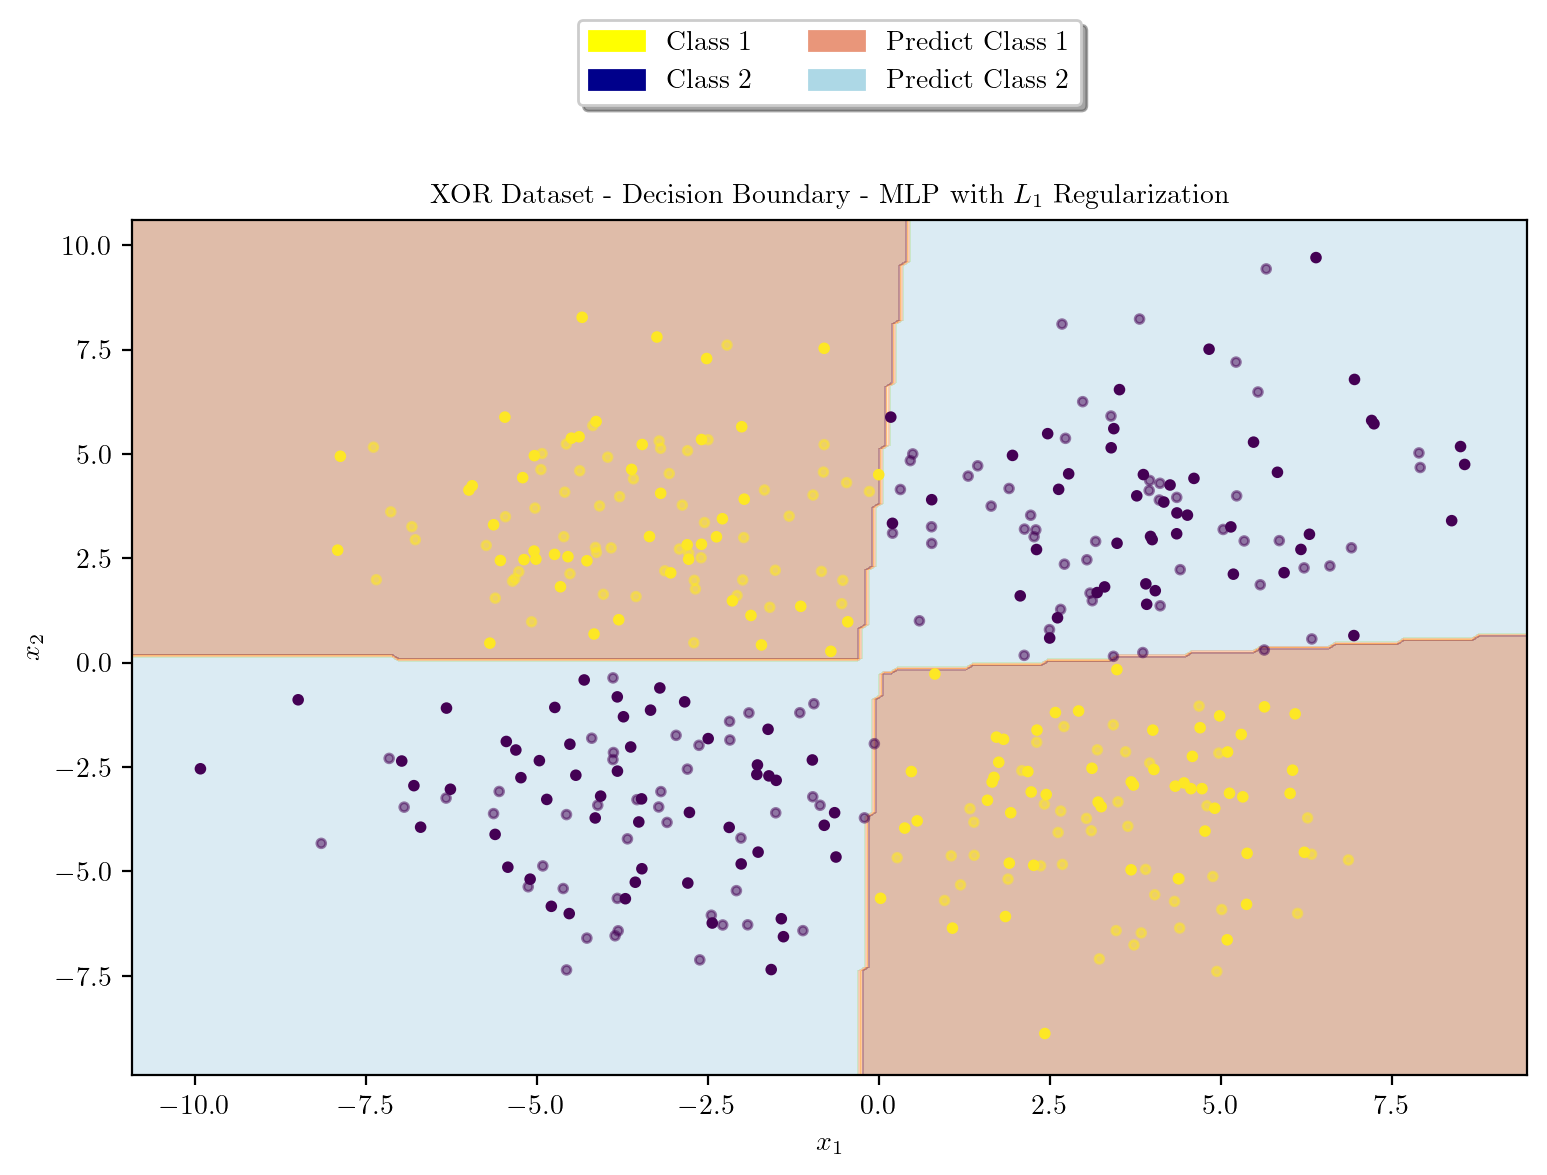 Class 1
Predict Class 1
Class 2
Predict Class 2
XOR Dataset - Decision Boundary - MLP with L₁ Regularization
10.0
7.5
5.0
2.5
0.0
−2.5
−5.0
−7.5
x₂
−10.0 −7.5 −5.0 −2.5 0.0 2.5 5.0 7.5
x₁